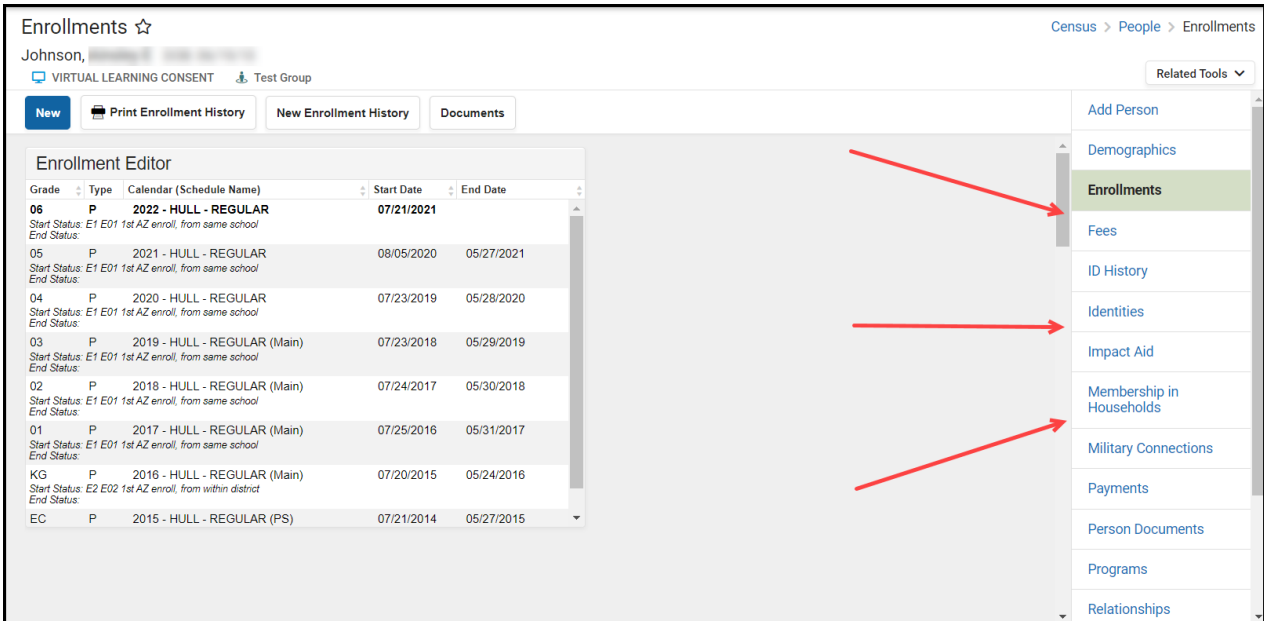 Enrollments
Census > People > Enrollments
Johnson,
VIRTUAL LEARNING CONSENT Test Group
Related Tools
New Print Enrollment History New Enrollment History Documents
Enrollment Editor
Grade Type Calendar (Schedule Name) Start Date End Date
06 P 2022 - HULL - REGULAR 07/21/2021
Start Status: E1 E01 1st AZ enroll, from same school
End Status:
05 P 2021 - HULL - REGULAR 08/05/2020 05/27/2021
Start Status: E1 E01 1st AZ enroll, from same school
End Status:
04 P 2020 - HULL - REGULAR 07/23/2019 05/28/2020
Start Status: E1 E01 1st AZ enroll, from same school
End Status:
03 P 2019 - HULL - REGULAR (Main) 07/23/2018 05/29/2019
Start Status: E1 E01 1st AZ enroll, from same school
End Status:
02 P 2018 - HULL - REGULAR (Main) 07/24/2017 05/30/2018
Start Status: E1 E01 1st AZ enroll, from same school
End Status:
01 P 2017 - HULL - REGULAR (Main) 07/25/2016 05/31/2017
Start Status: E1 E01 1st AZ enroll, from same school
End Status:
KG P 2016 - HULL - REGULAR (Main) 07/20/2015 05/24/2016
Start Status: E2 E02 1st AZ enroll, from within district
End Status:
EC P 2015 - HULL - REGULAR (PS) 07/21/2014 05/27/2015
Add Person
Demographics
Enrollments
Fees
ID History
Identities
Impact Aid
Membership in
Households
Military Connections
Payments
Person Documents
Programs
Relationships